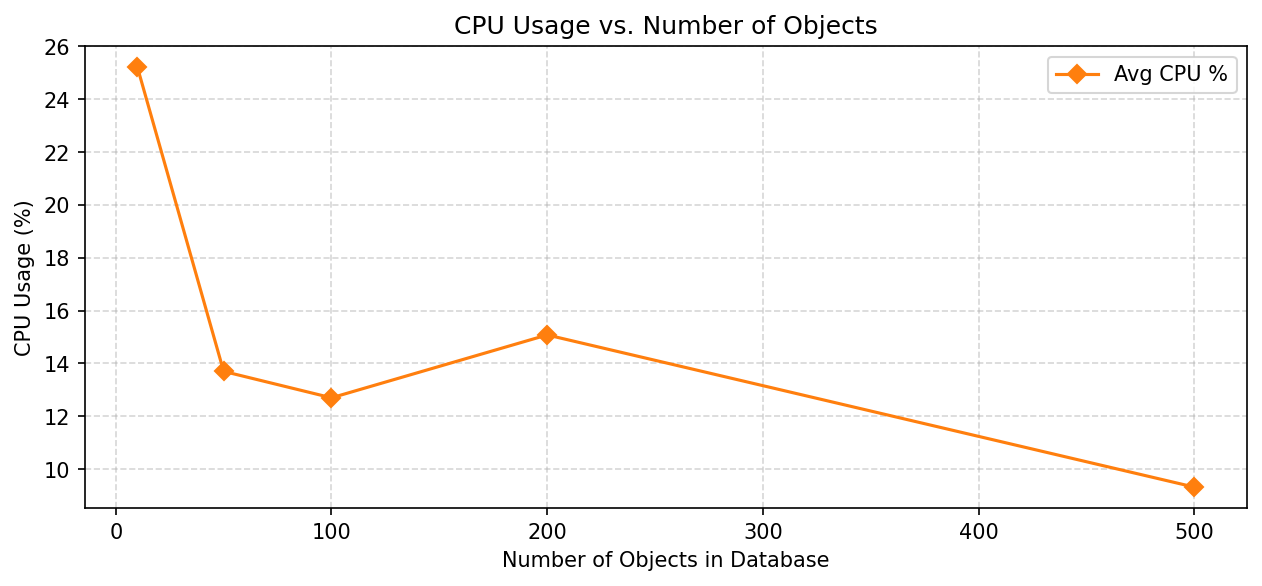 CPU Usage vs. Number of Objects
Avg CPU %
CPU Usage (%)
26
24
22
20
18
16
14
12
10
0 100 200 300 400 500
Number of Objects in Database